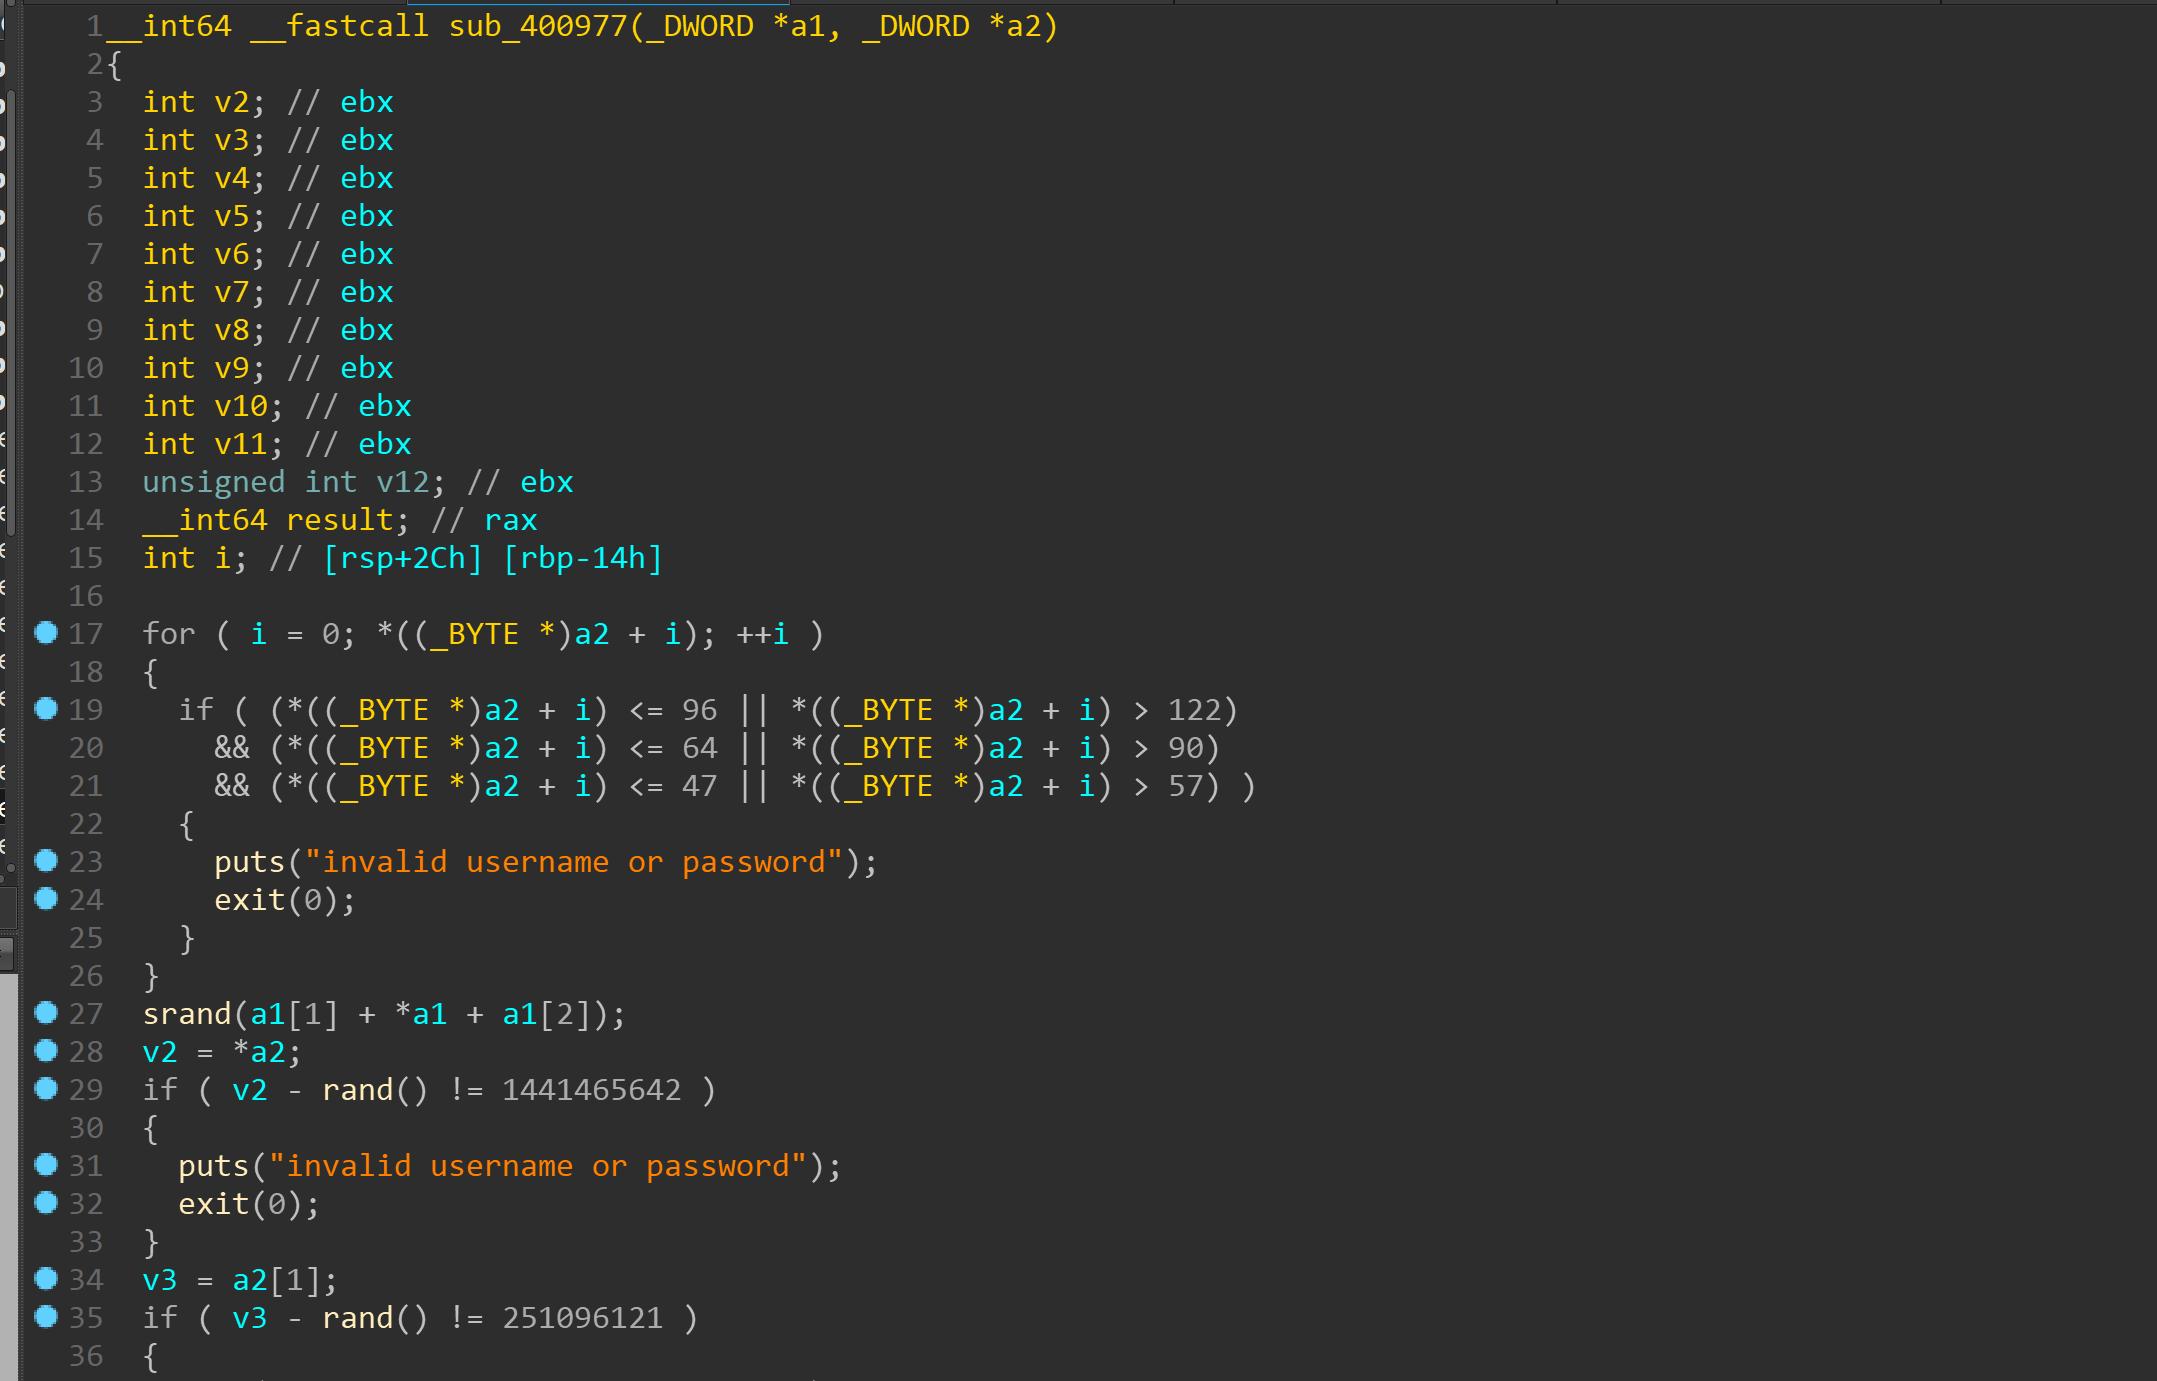 1 __int64 __fastcall sub_400977(_DWORD *a1, _DWORD *a2)
2 {
3   int v2; // ebx
4   int v3; // ebx
5   int v4; // ebx
6   int v5; // ebx
7   int v6; // ebx
8   int v7; // ebx
9   int v8; // ebx
10   int v9; // ebx
11   int v10; // ebx
12   int v11; // ebx
13   unsigned int v12; // ebx
14   __int64 result; // rax
15   int i; // [rsp+2Ch] [rbp-14h]
16
17   for ( i = 0; *((_BYTE *)a2 + i); ++i )
18   {
19     if ( (*((_BYTE *)a2 + i) <= 96 || *((_BYTE *)a2 + i) > 122)
20       && (*((_BYTE *)a2 + i) <= 64 || *((_BYTE *)a2 + i) > 90)
21       && (*((_BYTE *)a2 + i) <= 47 || *((_BYTE *)a2 + i) > 57) )
22     {
23       puts("invalid username or password");
24       exit(0);
25     }
26   }
27   srand(a1[1] + *a1 + a1[2]);
28   v2 = *a2;
29   if ( v2 - rand() != 1441465642 )
30   {
31     puts("invalid username or password");
32     exit(0);
33   }
34   v3 = a2[1];
35   if ( v3 - rand() != 251096121 )
36   {